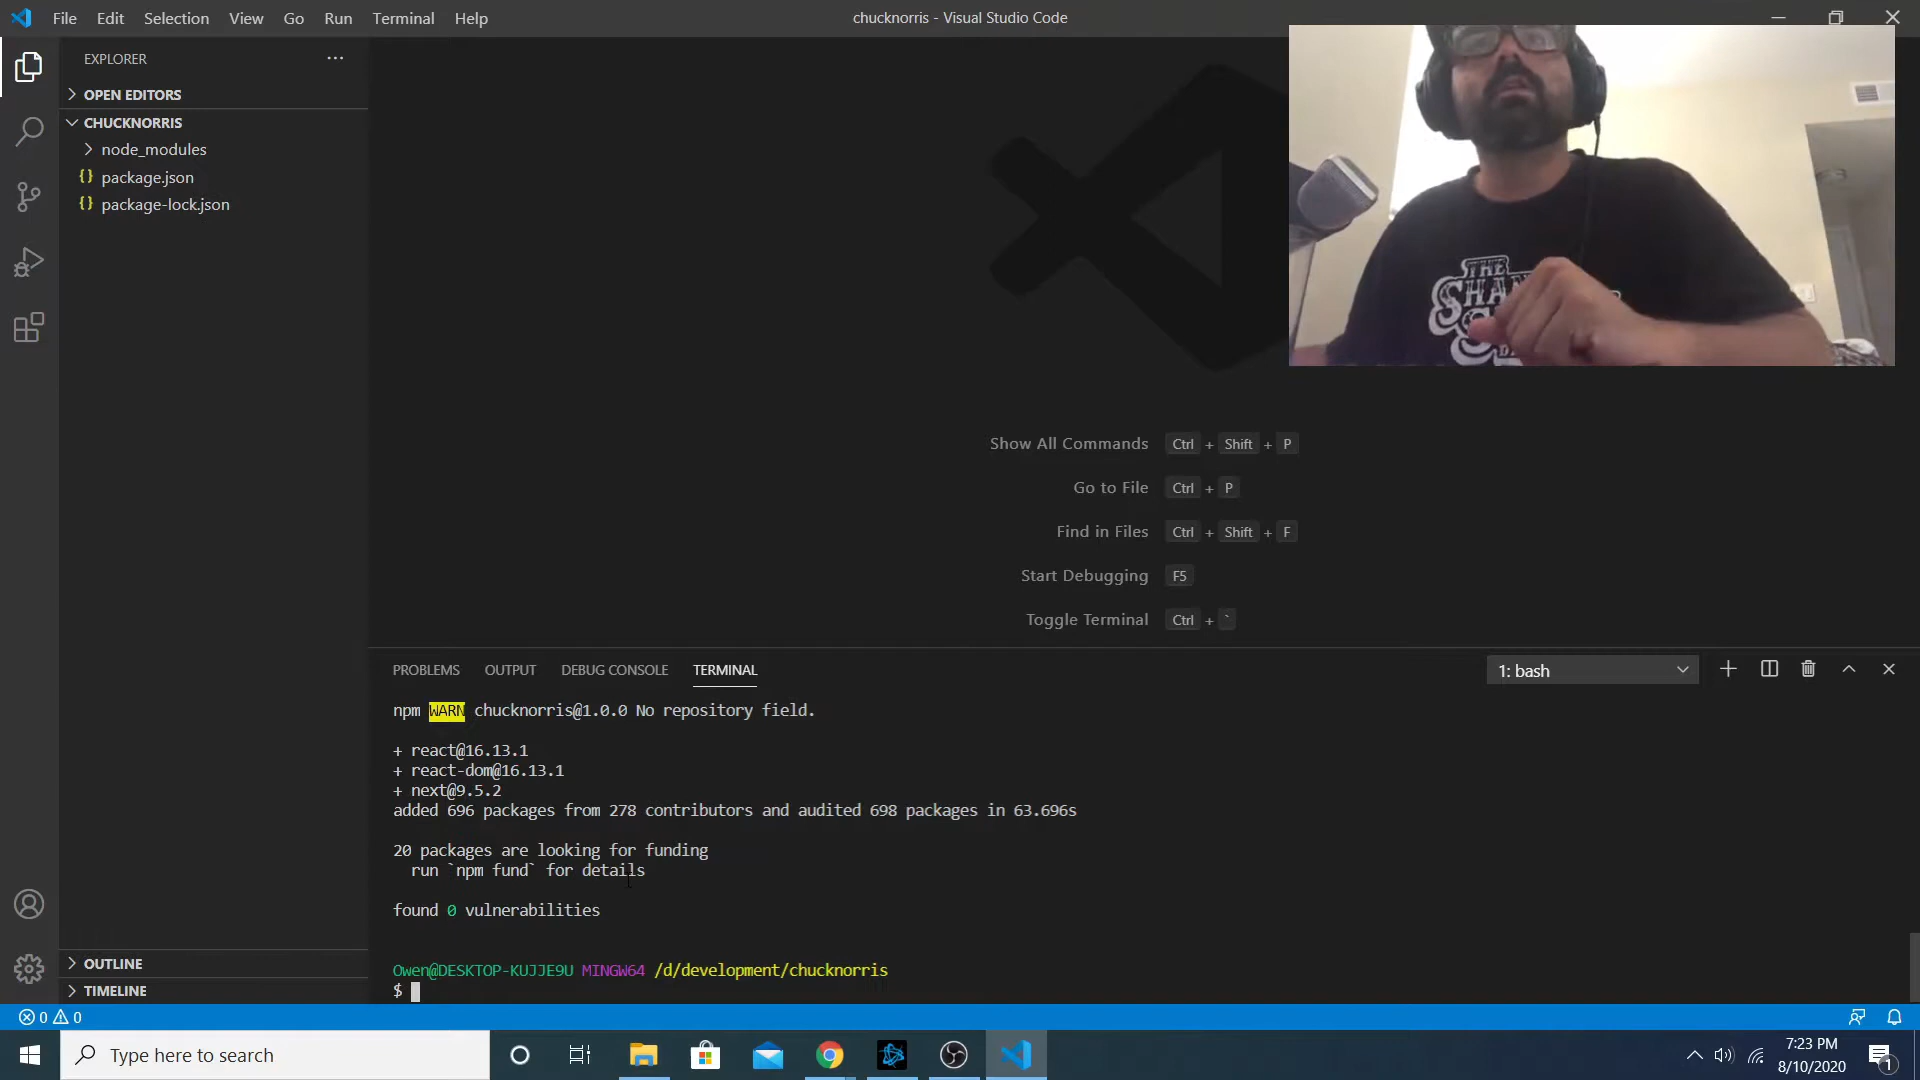 File Edit Selection View Go Run Terminal Help
chucknorris - Visual Studio Code
EXPLORER
OPEN EDITORS
CHUCKNORRIS
node_modules
{} package.json
{} package-lock.json
THE
Show All Commands Ctrl + Shift + P
Go to File Ctrl + P
Find in Files Ctrl + Shift + F
Start Debugging F5
Toggle Terminal Ctrl + `
PROBLEMS OUTPUT DEBUG CONSOLE TERMINAL
1: bash
npm WARN chucknorris@1.0.0 No repository field.
+ react@16.13.1
+ react-dom@16.13.1
+ next@9.5.2
added 696 packages from 278 contributors and audited 698 packages in 63.696s
20 packages are looking for funding
run `npm fund` for details
found 0 vulnerabilities
Owen@DESKTOP-KUJJE9U MINGW64 /d/development/chucknorris
$
OUTLINE
TIMELINE
0 0
Type here to search
7:23 PM
8/10/2020
1